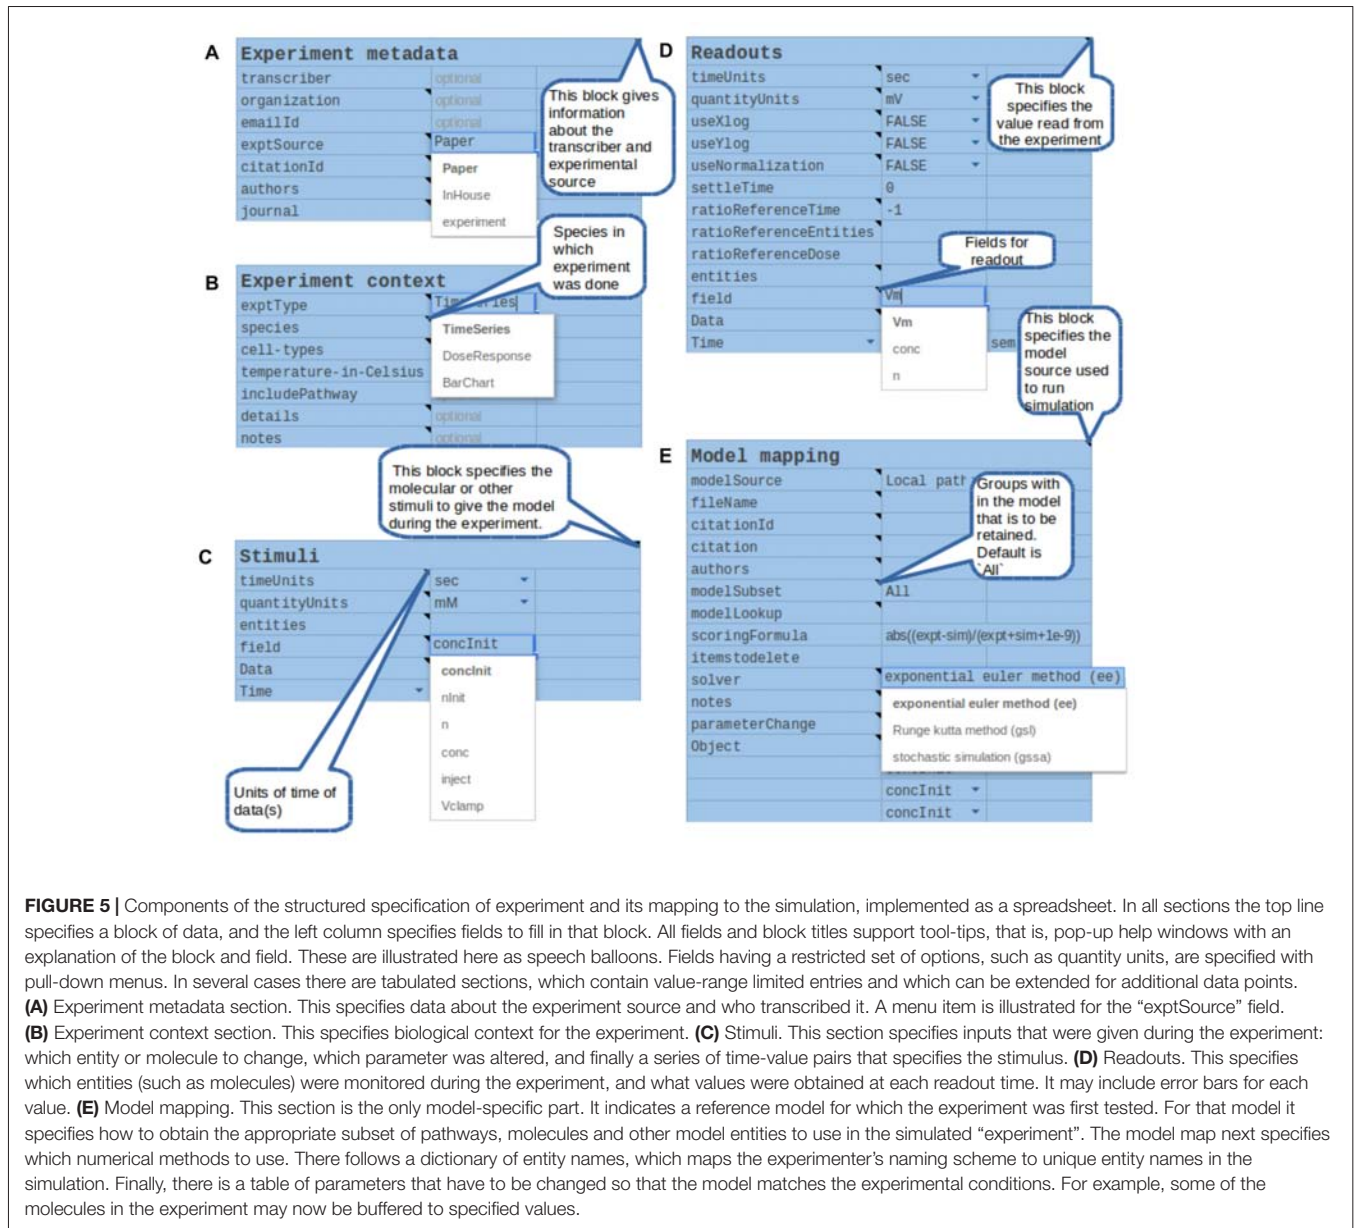 A
Experiment metadata
transcriber optional
organization optional
emailId optional
exptSource Paper
citationId
authors
journal
Paper
InHouse
experiment
This block gives
information
about the
transcriber and
experimental
source
B
Experiment context
exptType
species
cell-types
temperature-in-Celsius
includePathway
details optional
notes optional
TimeSeries
DoseResponse
BarChart
Species in
which
experiment
was done
This block specifies the
molecular or other
stimuli to give the model
during the experiment.
C
Stimuli
timeUnits sec
quantityUnits mM
entities
field concInit
Data
Time
concInit
nInit
n
conc
inject
Vclamp
Units of time of
data(s)
D
Readouts
timeUnits sec
quantityUnits mV
useXlog FALSE
useYlog FALSE
useNormalization FALSE
settleTime 0
ratioReferenceTime -1
ratioReferenceEntities
ratioReferenceDose
entities
field Vm
Data
Time sem
Vm
conc
n
This block
specifies the
value read from
the experiment
Fields for
readout
This block
specifies the
model
source used
to run
simulation
E
Model mapping
modelSource Local path
fileName
citationId
citation
authors
modelSubset All
modelLookup
scoringFormula abs((expt-sim)/(expt+sim+1e-9))
itemstodelete
solver exponential euler method (ee)
notes
parameterChange
Object
exponential euler method (ee)
Runge kutta method (gsl)
stochastic simulation (gssa)
concInit
concInit
Groups with
in the model
that is to be
retained.
Default is
`All`
FIGURE 5 | Components of the structured specification of experiment and its mapping to the simulation, implemented as a spreadsheet. In all sections the top line
specifies a block of data, and the left column specifies fields to fill in that block. All fields and block titles support tool-tips, that is, pop-up help windows with an
explanation of the block and field. These are illustrated here as speech balloons. Fields having a restricted set of options, such as quantity units, are specified with
pull-down menus. In several cases there are tabulated sections, which contain value-range limited entries and which can be extended for additional data points.
(A) Experiment metadata section. This specifies data about the experiment source and who transcribed it. A menu item is illustrated for the “exptSource” field.
(B) Experiment context section. This specifies biological context for the experiment. (C) Stimuli. This section specifies inputs that were given during the experiment:
which entity or molecule to change, which parameter was altered, and finally a series of time-value pairs that specifies the stimulus. (D) Readouts. This specifies
which entities (such as molecules) were monitored during the experiment, and what values were obtained at each readout time. It may include error bars for each
value. (E) Model mapping. This section is the only model-specific part. It indicates a reference model for which the experiment was first tested. For that model it
specifies how to obtain the appropriate subset of pathways, molecules and other model entities to use in the simulated “experiment”. The model map next specifies
which numerical methods to use. There follows a dictionary of entity names, which maps the experimenter’s naming scheme to unique entity names in the
simulation. Finally, there is a table of parameters that have to be changed so that the model matches the experimental conditions. For example, some of the
molecules in the experiment may now be buffered to specified values.